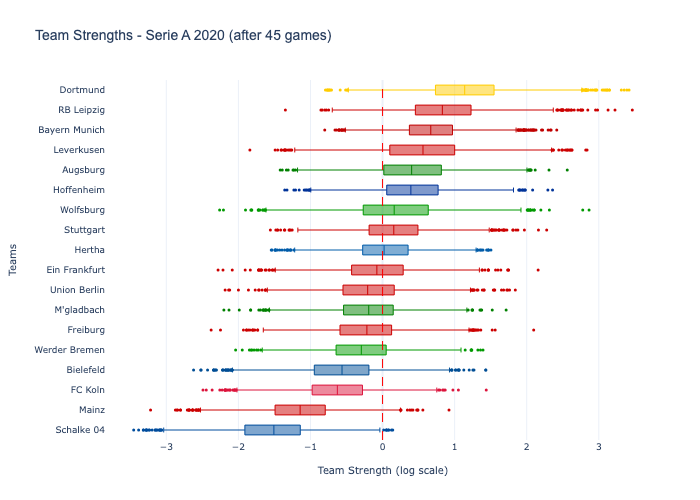 Team Strengths - Serie A 2020 (after 45 games)
Dortmund
RB Leipzig
Bayern Munich
Leverkusen
Augsburg
Hoffenheim
Wolfsburg
Stuttgart
Hertha
Ein Frankfurt
Union Berlin
M'gladbach
Freiburg
Werder Bremen
Bielefeld
FC Koln
Mainz
Schalke 04
Teams
−3 −2 −1 0 1 2 3
Team Strength (log scale)